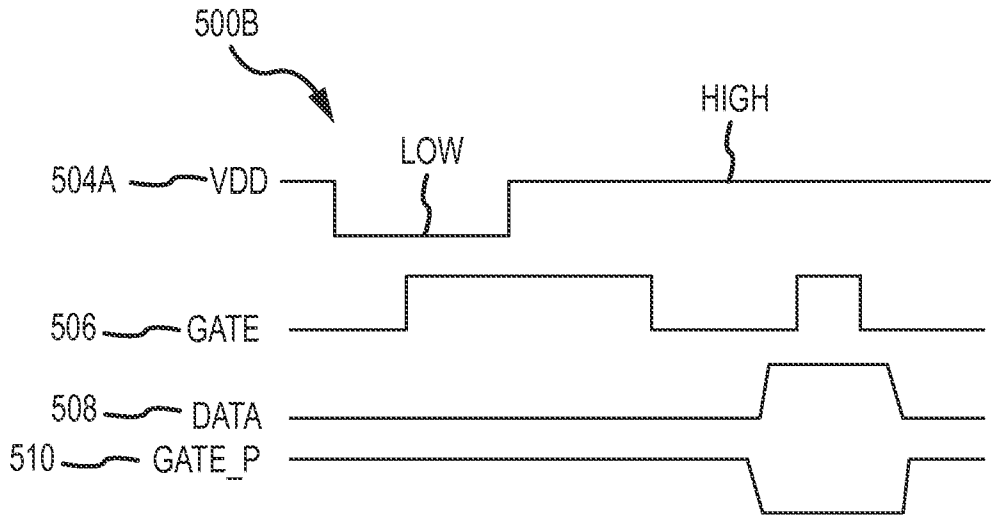 500B
HIGH
LOW
504A VDD
506 GATE
508 DATA
510 GATE_P